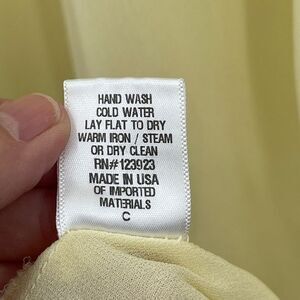 HAND WASH
COLD WATER
LAY FLAT TO DRY
WARM IRON / STEAM
OR DRY CLEAN
RN#123923
MADE IN USA
OF IMPORTED
MATERIALS
C